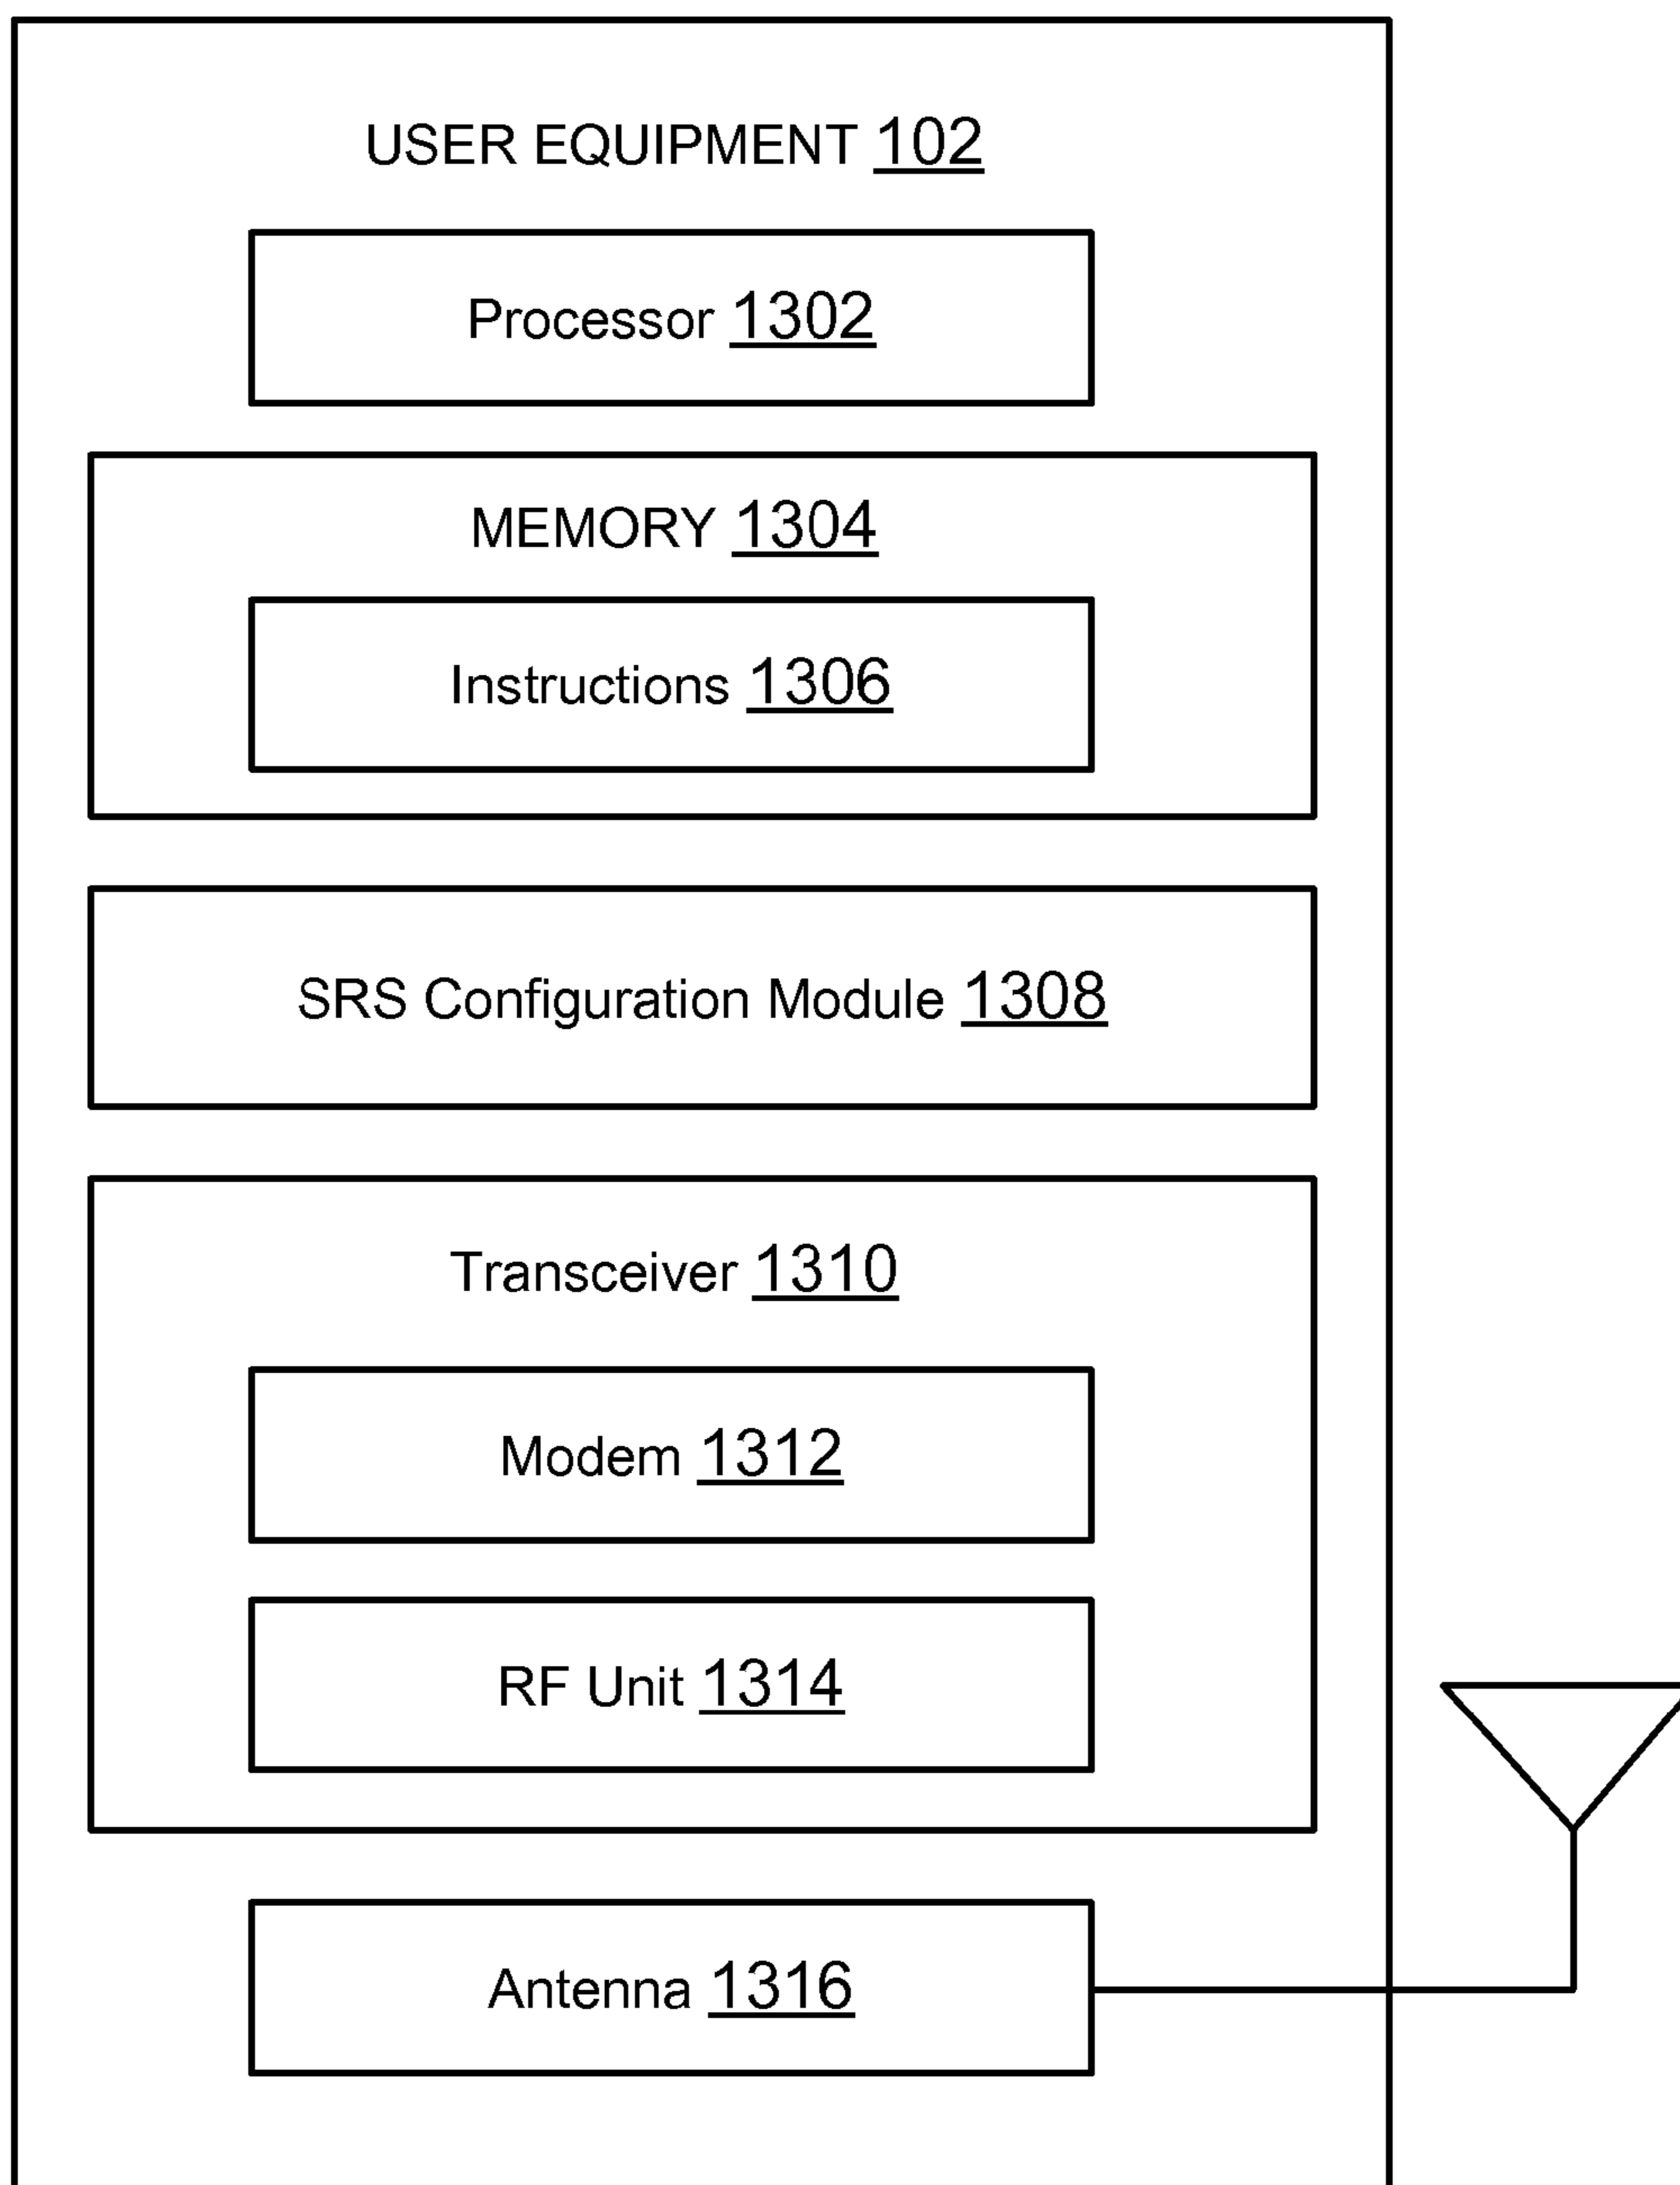 USER EQUIPMENT 102
Processor 1302
MEMORY 1304
Instructions 1306
SRS Configuration Module 1308
Transceiver 1310
Modem 1312
RF Unit 1314
Antenna 1316